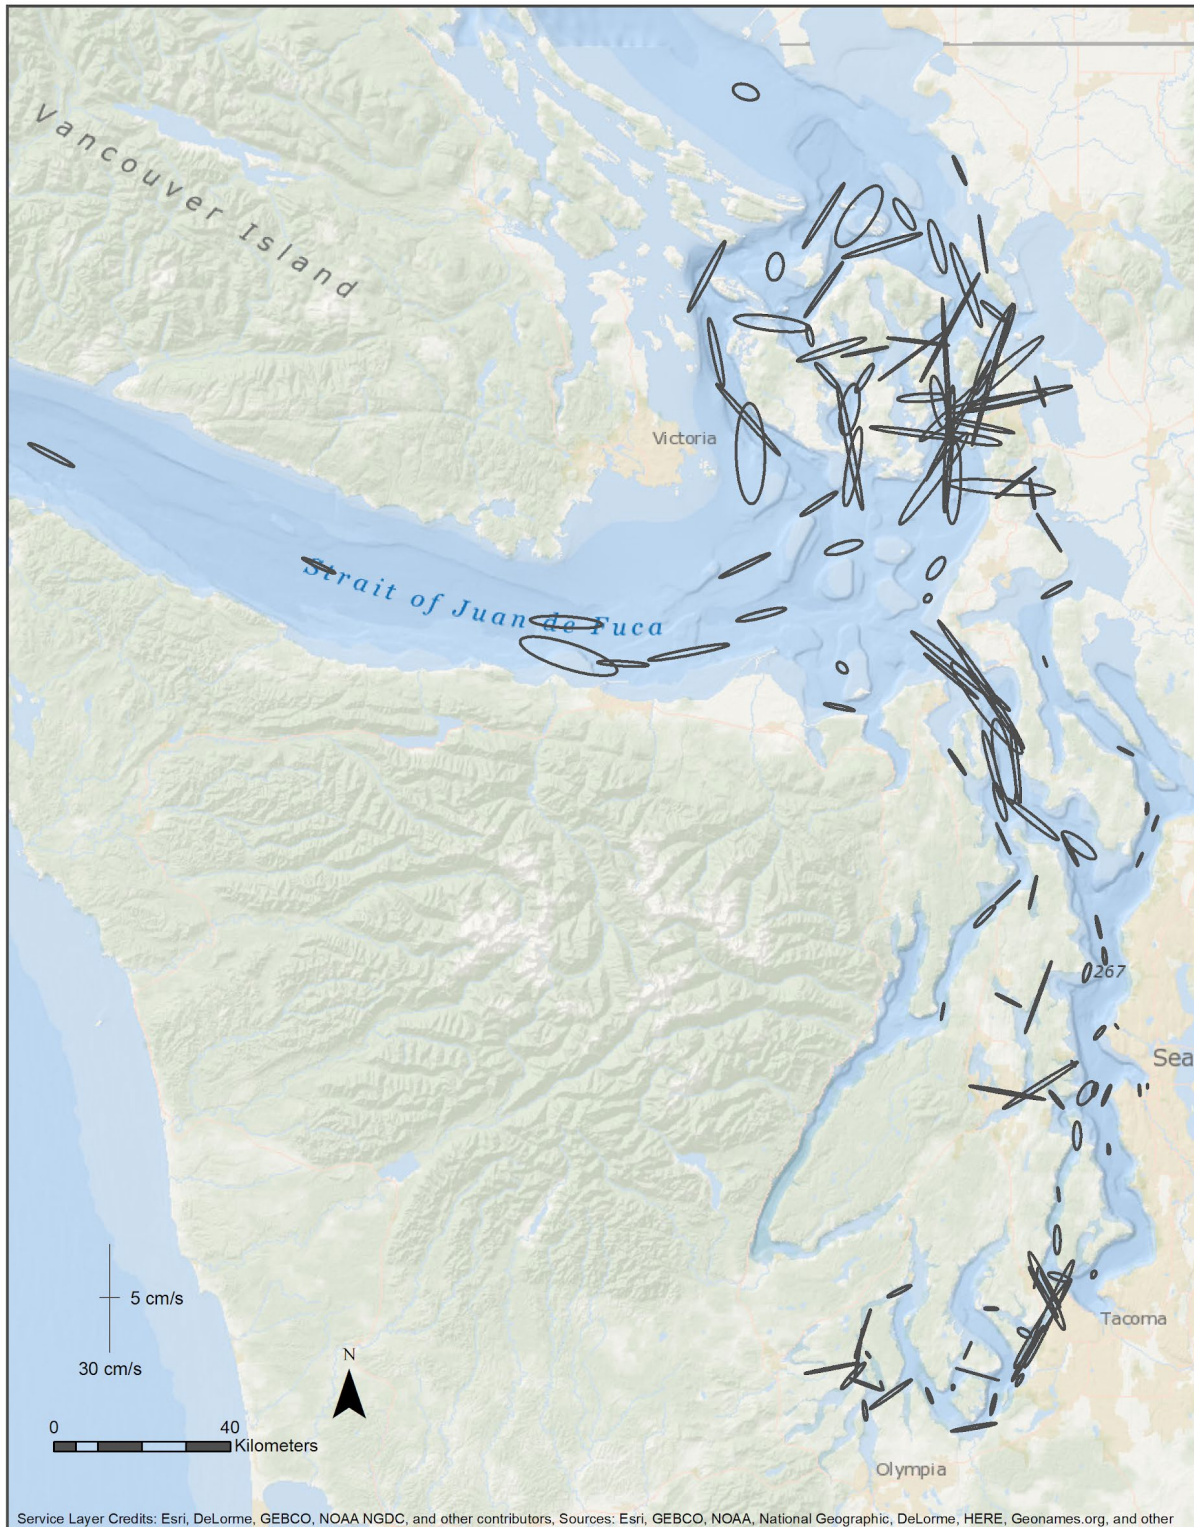 Vancouver Island
Victoria
Strait of Juan de Fuca
267
Sea
5 cm/s
Tacoma
30 cm/s
N
0 40
Kilometers
Olympia
Service Layer Credits: Esri, DeLorme, GEBCO, NOAA NGDC, and other contributors, Sources: Esri, GEBCO, NOAA, National Geographic, DeLorme, HERE, Geonames.org, and other